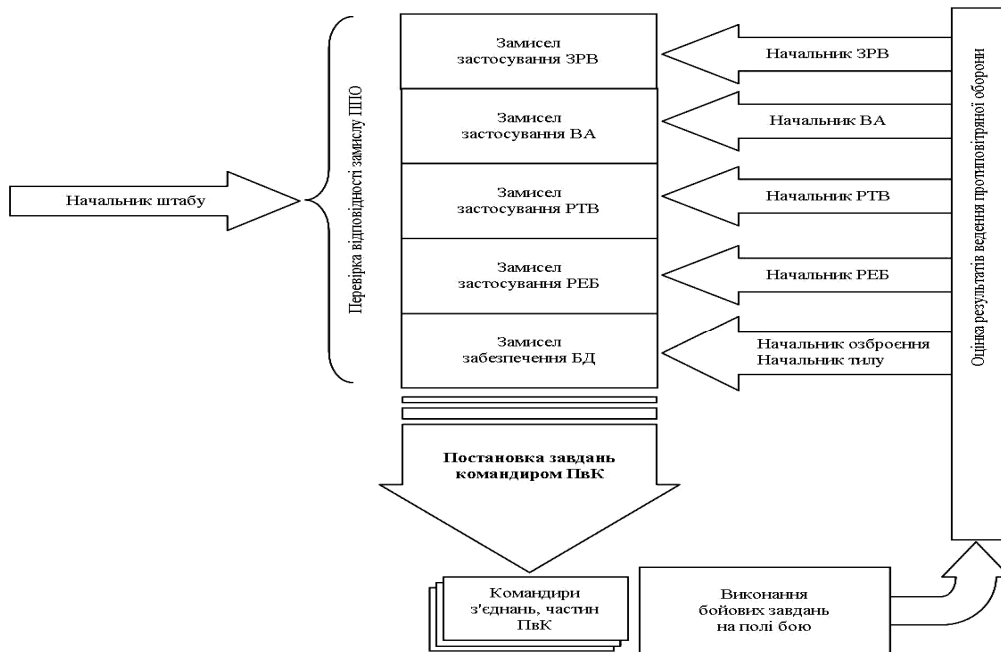 Начальник штабу
Перевірка відповідності замислу ППО
Замисел
застосування ЗРВ
Замисел
застосування ВА
Замисел
застосування РТВ
Замисел
застосування РЕБ
Замисел
забезпечення БД
Начальник ЗРВ
Начальник ВА
Начальник РТВ
Начальник РЕБ
Начальник озброєння
Начальник тилу
Оцінка результатів ведення протиповітряної оборони
Постановка завдань
командиром ПвК
Командири
з'єднань, частин
ПвК
Виконання
бойових завдань
на полі бою